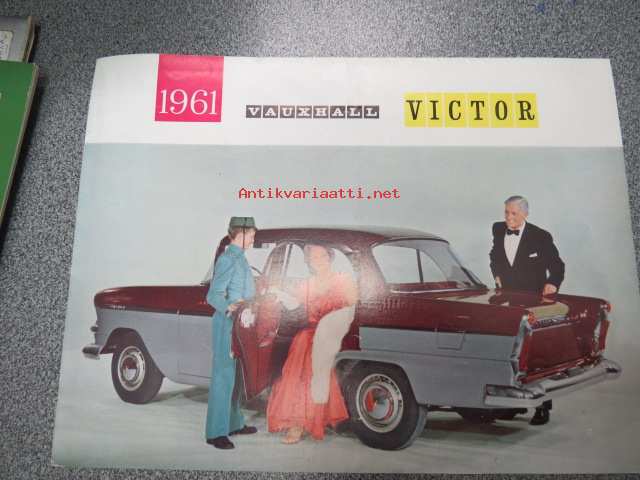 1961 VAUXHALL VICTOR
Antikvariaatti.net